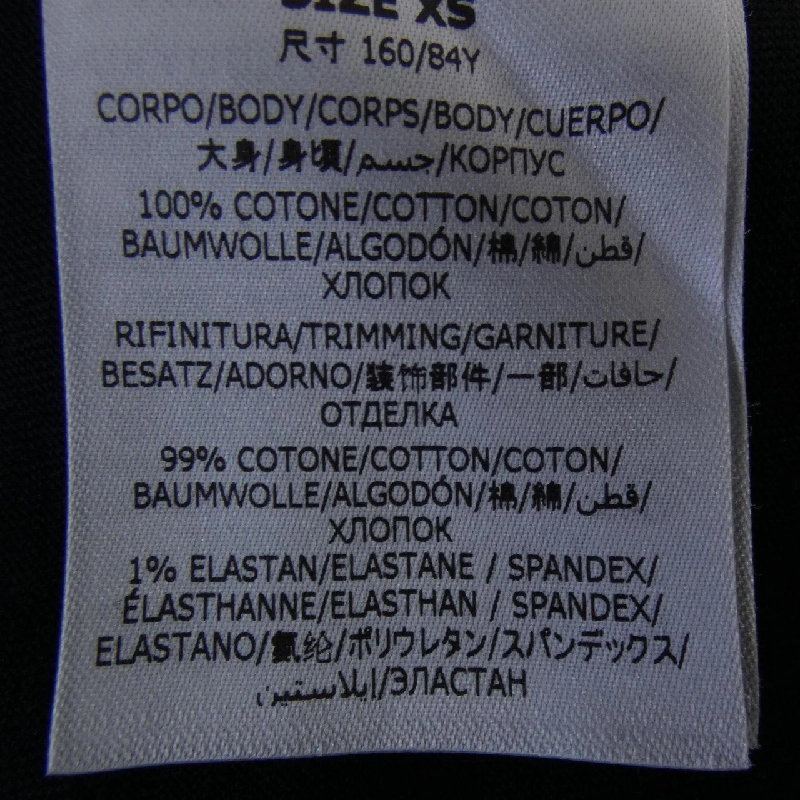 SIZE XS
尺寸 160/84Y
CORPO/BODY/CORPS/BODY/CUERPO/
大身/身頃/جسم/КОРПУС
100% COTONE/COTTON/COTON/
BAUMWOLLE/ALGODÓN/棉/綿/قطن/
ХЛОПОК
RIFINITURA/TRIMMING/GARNITURE/
BESATZ/ADORNO/装饰部件/一部/حافات/
ОТДЕЛКА
99% COTONE/COTTON/COTON/
BAUMWOLLE/ALGODÓN/棉/綿/قطن/
ХЛОПОК
1% ELASTAN/ELASTANE / SPANDEX/
ÉLASTHANNE/ELASTHAN / SPANDEX/
ELASTANO/氨纶/ポリウレタン/スパンデックス/
إيلاستين/ЭЛАСТАН